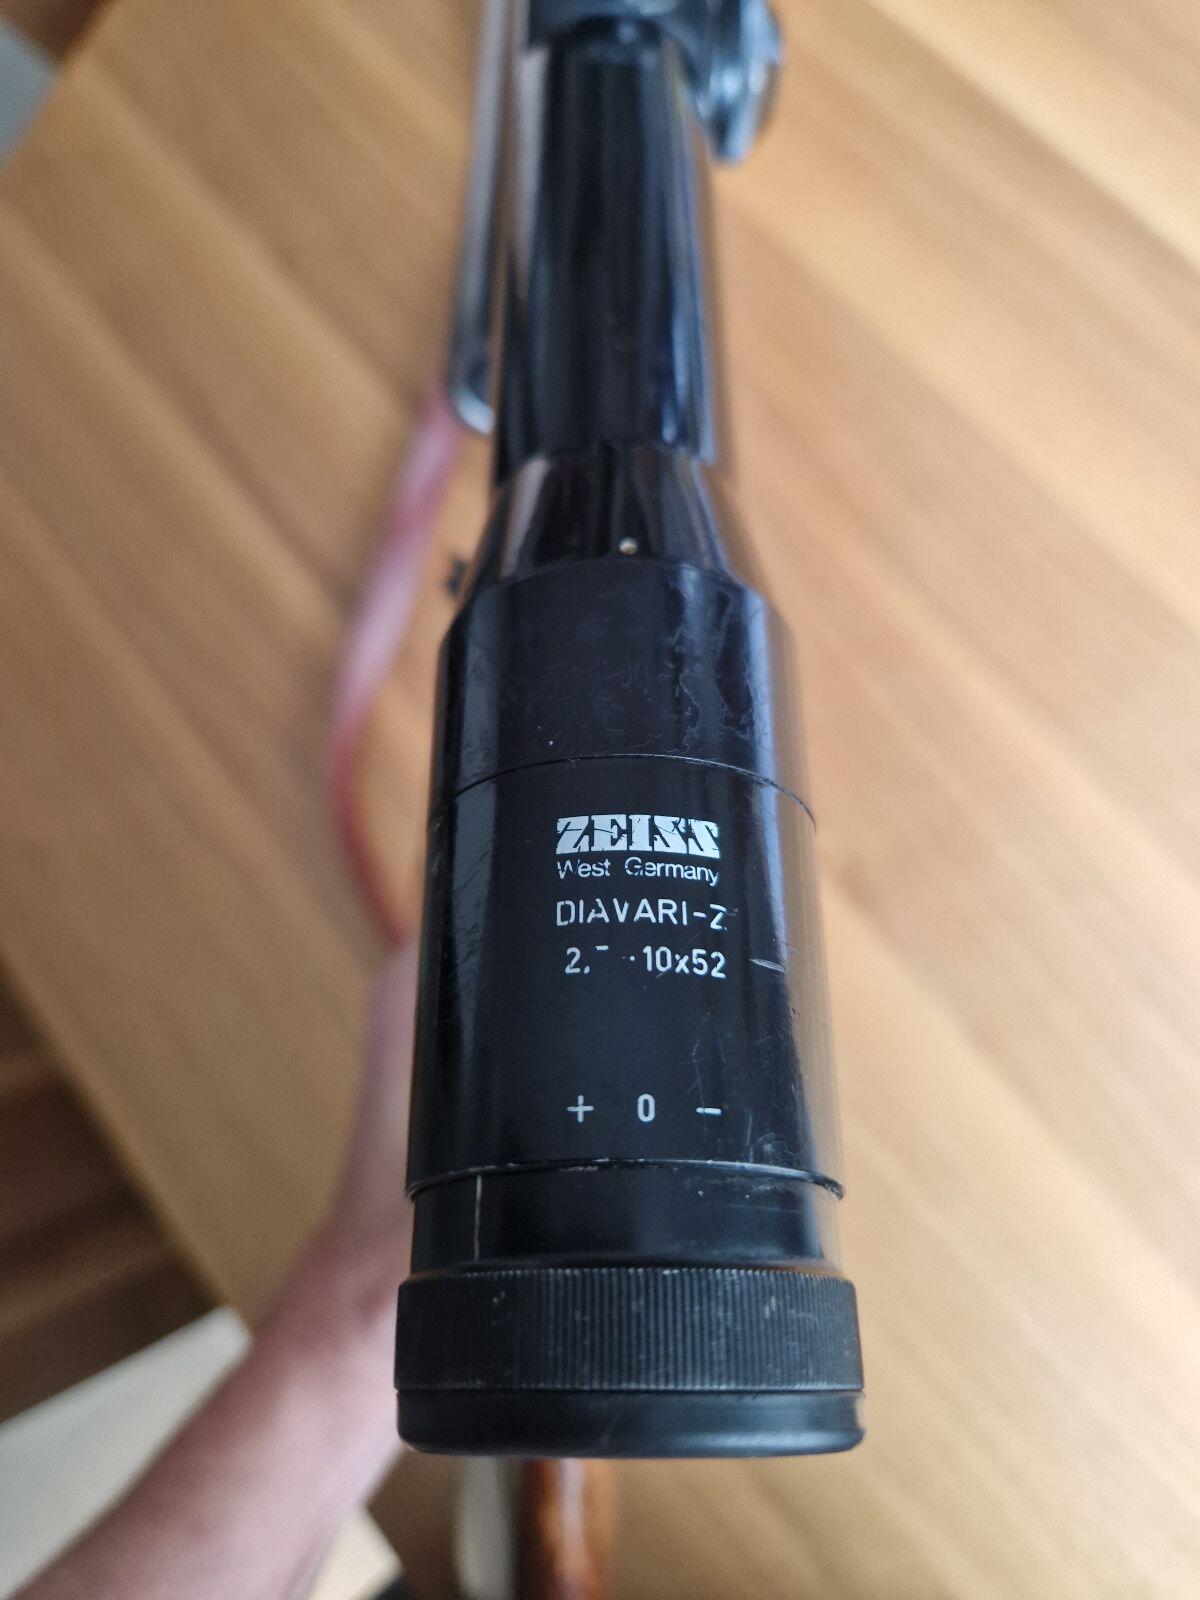 ZEISS
West Germany
DIAVARI-Z
10x52
+ 0 -